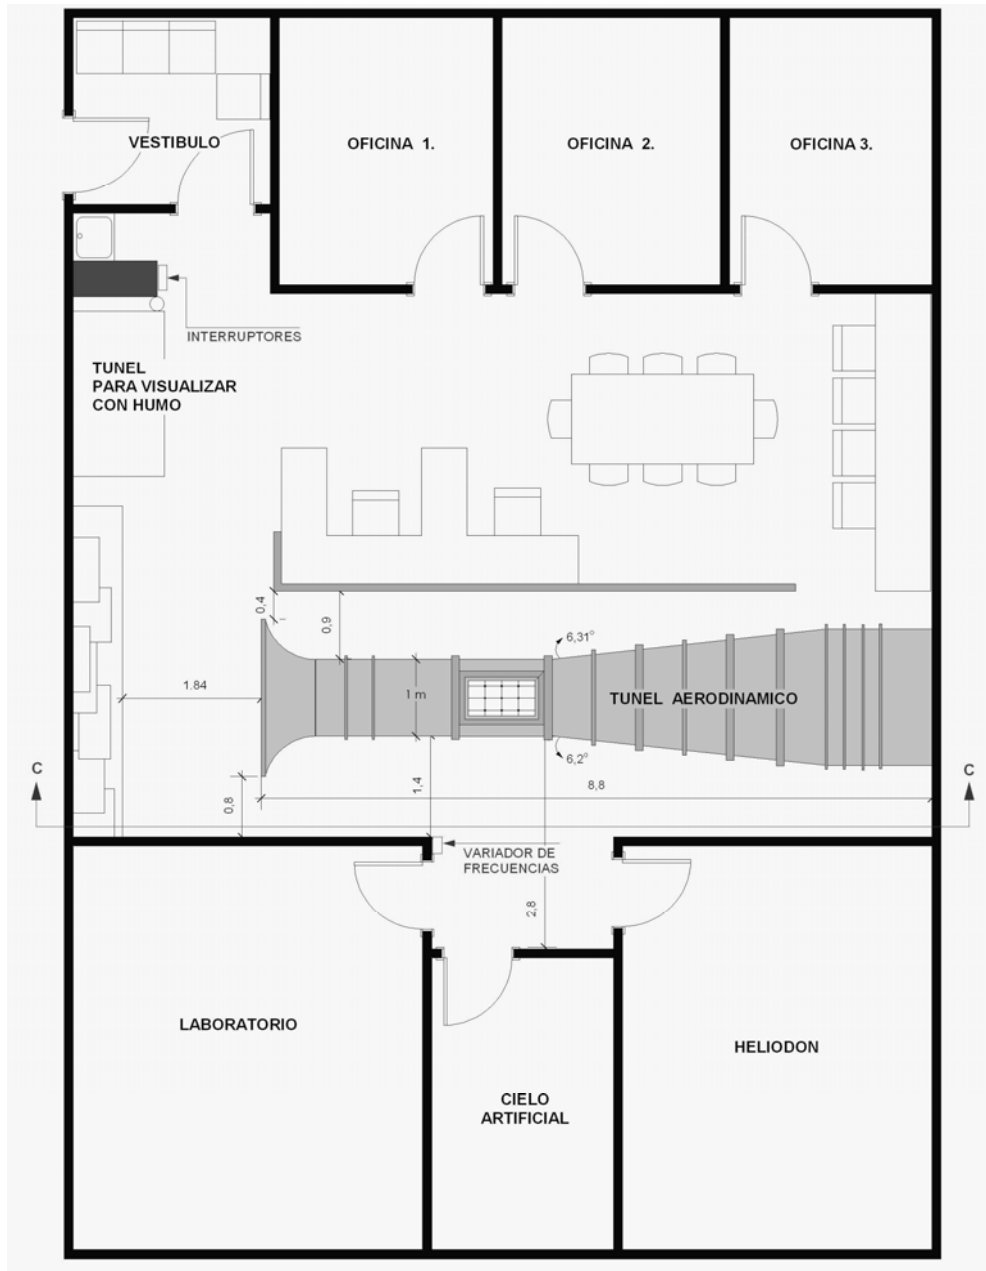 VESTIBULO
OFICINA 1.
OFICINA 2.
OFICINA 3.
INTERRUPTORES
TUNEL
PARA VISUALIZAR
CON HUMO
0,4
0,9
6,31°
1.84
1 m
TUNEL AERODINAMICO
6,2°
C
C
1,4
8,8
0,8
VARIADOR DE
FRECUENCIAS
2,8
LABORATORIO
HELIODON
CIELO
ARTIFICIAL